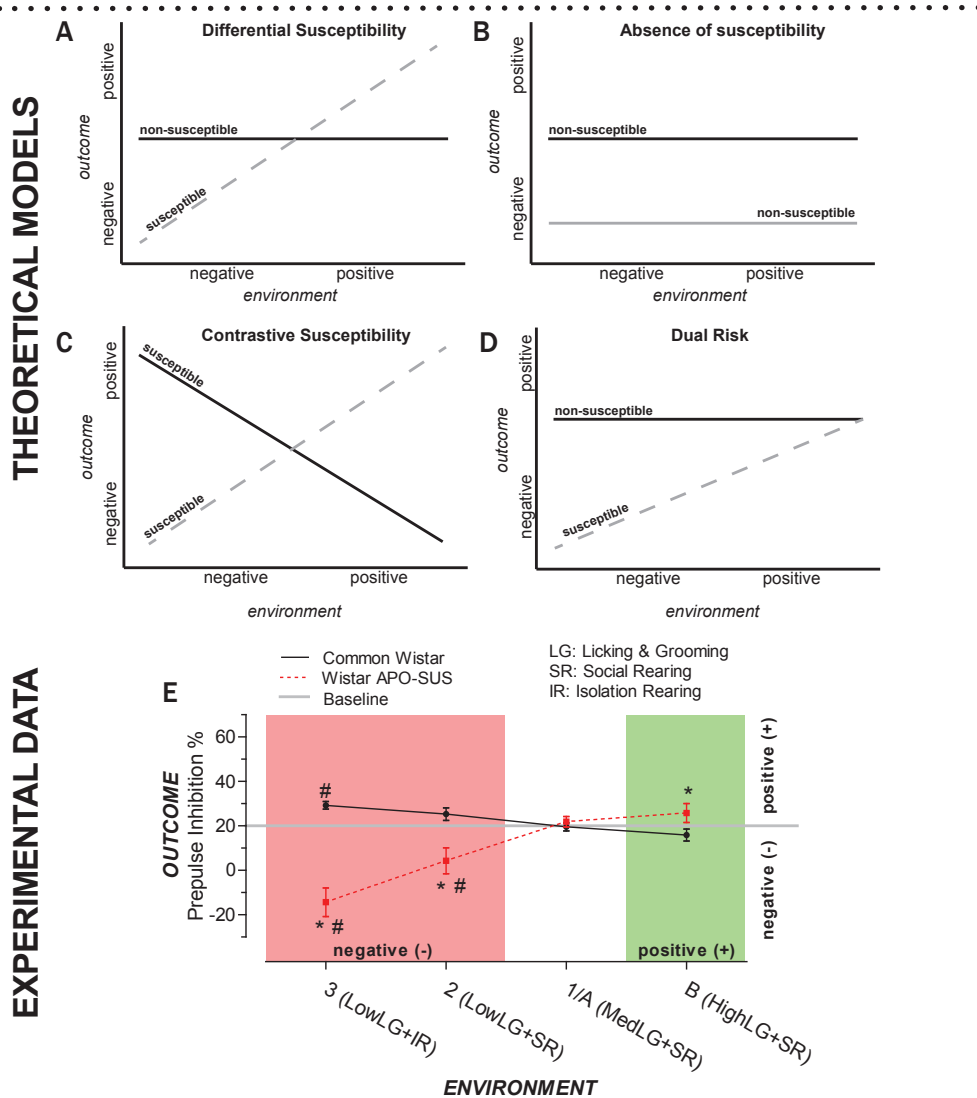 THEORETICAL MODELS
A
Differential Susceptibility
positive
negative
outcome
non-susceptible
susceptible
negative positive
environment
B
Absence of susceptibility
positive
negative
outcome
non-susceptible
non-susceptible
negative positive
environment
C
Contrastive Susceptibility
positive
negative
outcome
susceptible
susceptible
negative positive
environment
D
Dual Risk
positive
negative
outcome
non-susceptible
susceptible
negative positive
environment
EXPERIMENTAL DATA
E
Common Wistar
Wistar APO-SUS
Baseline
LG: Licking & Grooming
SR: Social Rearing
IR: Isolation Rearing
OUTCOME
Prepulse Inhibition %
60
40
20
0
-20
#
* #
* #
*
negative (-)
positive (+)
positive (+)
negative (-)
3 (LowLG+IR)
2 (LowLG+SR)
1/A (MedLG+SR)
B (HighLG+SR)
ENVIRONMENT